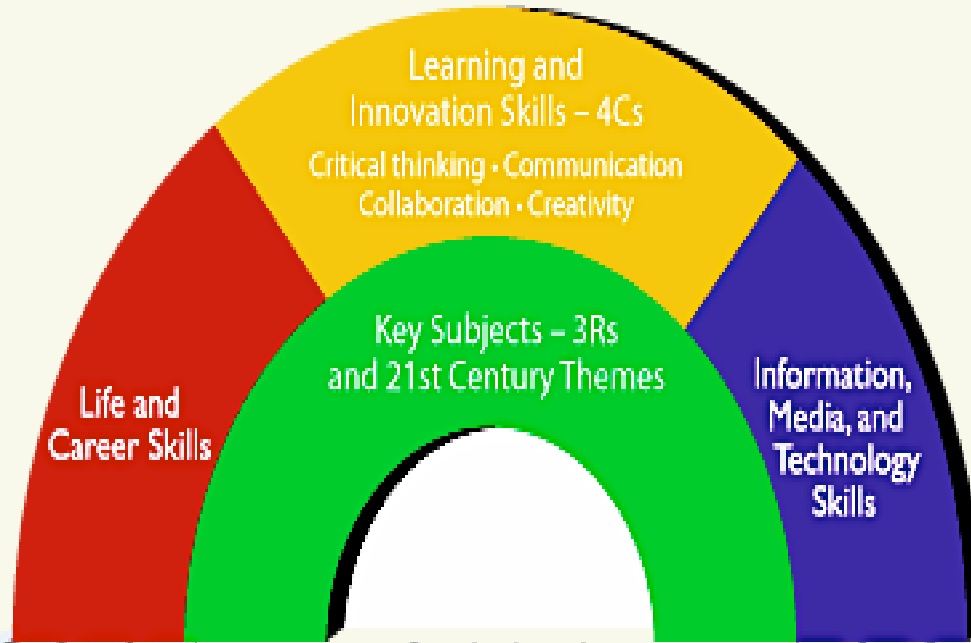 Learning and
Innovation Skills – 4Cs
Critical thinking • Communication
Collaboration • Creativity
Key Subjects – 3Rs
and 21st Century Themes
Life and
Career Skills
Information,
Media, and
Technology
Skills